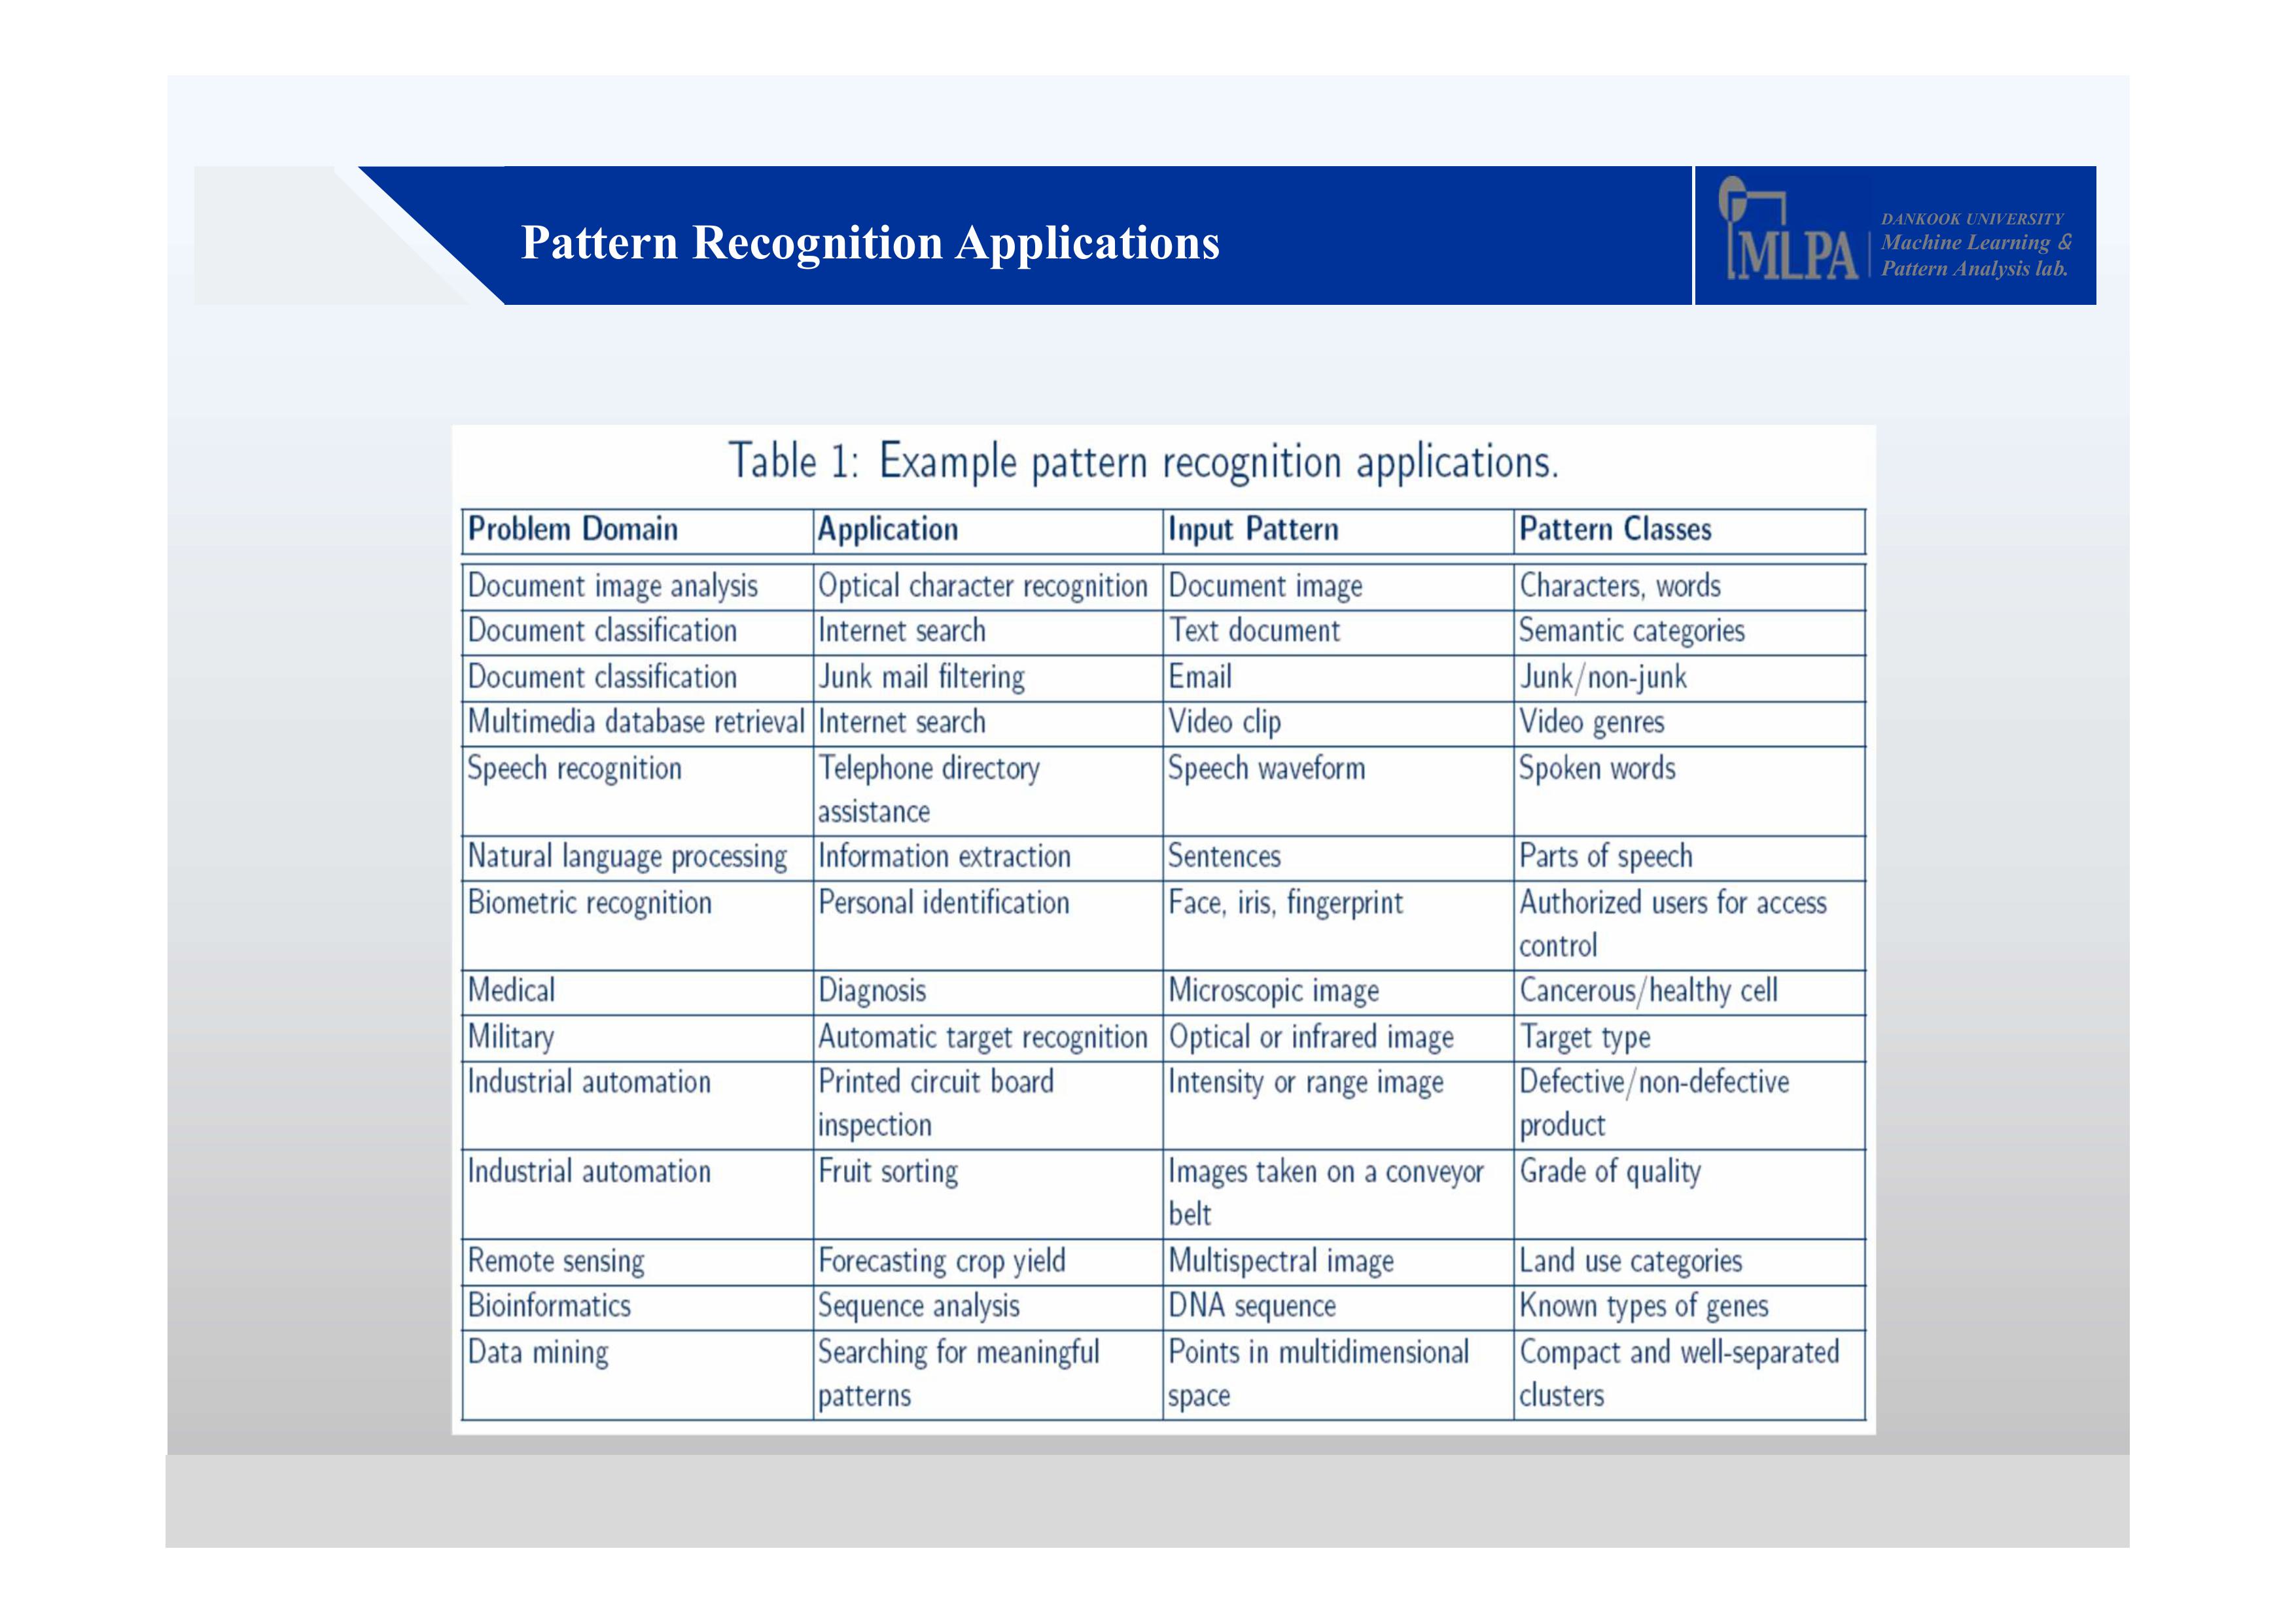 Pattern Recognition Applications
MLPA
DANKOOK UNIVERSITY
Machine Learning &
Pattern Analysis lab.
Table 1: Example pattern recognition applications.
Problem Domain Application Input Pattern Pattern Classes
Document image analysis Optical character recognition Document image Characters, words
Document classification Internet search Text document Semantic categories
Document classification Junk mail filtering Email Junk/non-junk
Multimedia database retrieval Internet search Video clip Video genres
Speech recognition Telephone directory Speech waveform Spoken words
assistance
Natural language processing Information extraction Sentences Parts of speech
Biometric recognition Personal identification Face, iris, fingerprint Authorized users for access
control
Medical Diagnosis Microscopic image Cancerous/healthy cell
Military Automatic target recognition Optical or infrared image Target type
Industrial automation Printed circuit board Intensity or range image Defective/non-defective
inspection product
Industrial automation Fruit sorting Images taken on a conveyor Grade of quality
belt
Remote sensing Forecasting crop yield Multispectral image Land use categories
Bioinformatics Sequence analysis DNA sequence Known types of genes
Data mining Searching for meaningful Points in multidimensional Compact and well-separated
patterns space clusters